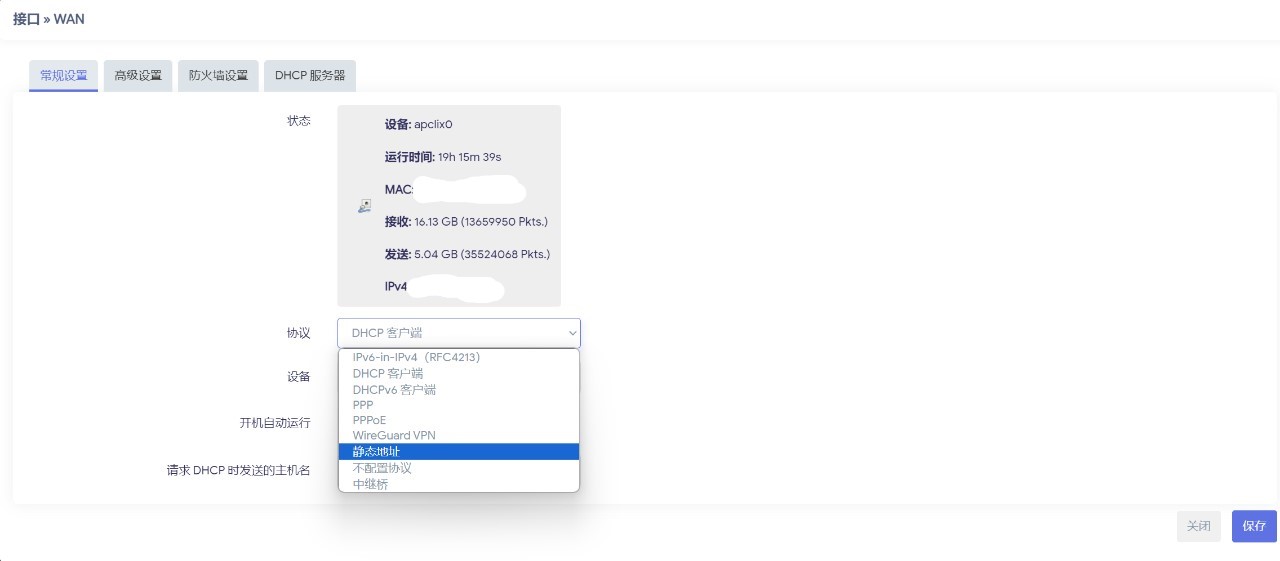 接口 » WAN
常规设置 高级设置 防火墙设置 DHCP 服务器
状态
设备: apclix0
运行时间: 19h 15m 39s
MAC:
接收: 16.13 GB (13659950 Pkts.)
发送: 5.04 GB (35524068 Pkts.)
IPv4
协议 DHCP 客户端
IPv6-in-IPv4（RFC4213）
设备 DHCP 客户端
DHCPv6 客户端
PPP
开机自动运行 PPPoE
WireGuard VPN
静态地址
请求 DHCP 时发送的主机名 不配置协议
中继桥
关闭 保存